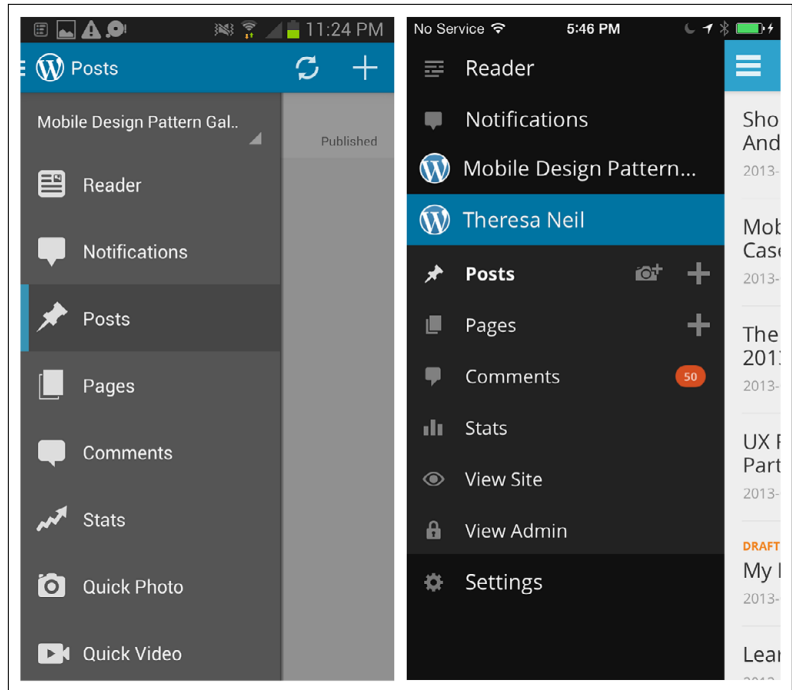 11:24 PM
Posts
Mobile Design Pattern Gal..
Published
Reader
Notifications
Posts
Pages
Comments
Stats
Quick Photo
Quick Video
No Service
5:46 PM
Reader
Notifications
Mobile Design Pattern...
Theresa Neil
Posts
Pages
Comments
50
Stats
View Site
View Admin
Settings
Sho
And
2013-
Mob
Case
2013-
The
2013-
UX
Part
2013-
DRAFT
My
2013-
Lear